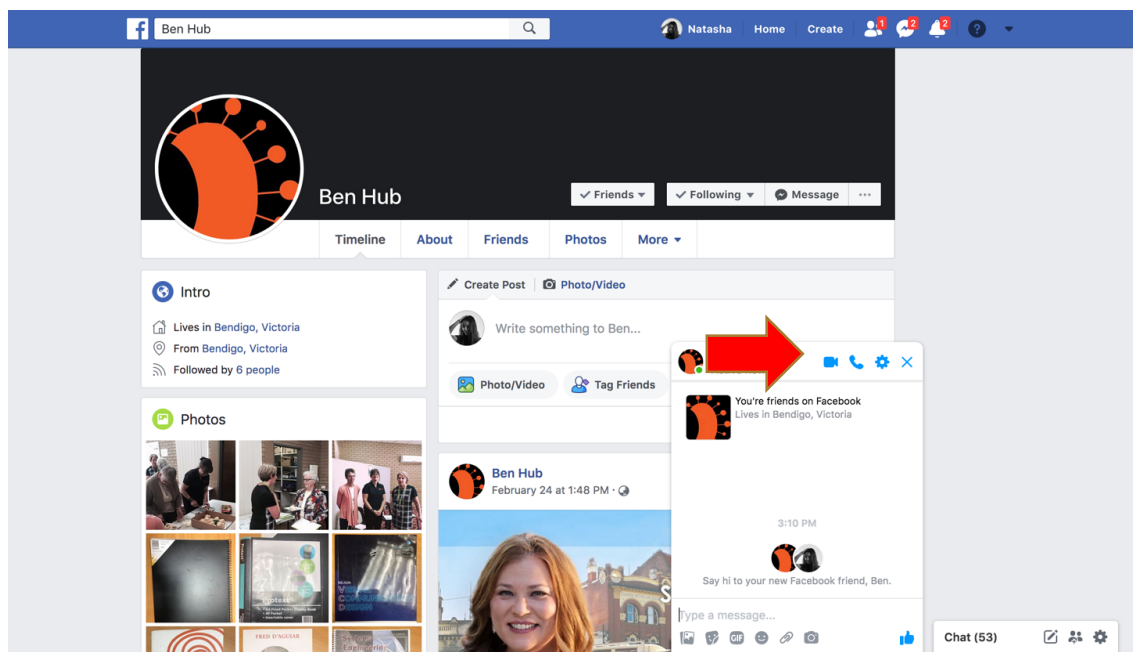 Ben Hub
Natasha Home Create 1 2 2 ?
Ben Hub
Friends Following Message ...
Timeline About Friends Photos More
Intro
Lives in Bendigo, Victoria
From Bendigo, Victoria
Followed by 6 people
Photos
FRED D'AGUIAR
Create Post Photo/Video
Write something to Ben...
Photo/Video Tag Friends
Ben Hub
February 24 at 1:48 PM ·
S
You're friends on Facebook
Lives in Bendigo, Victoria
3:10 PM
Say hi to your new Facebook friend, Ben.
Type a message...
GIF
Chat (53)